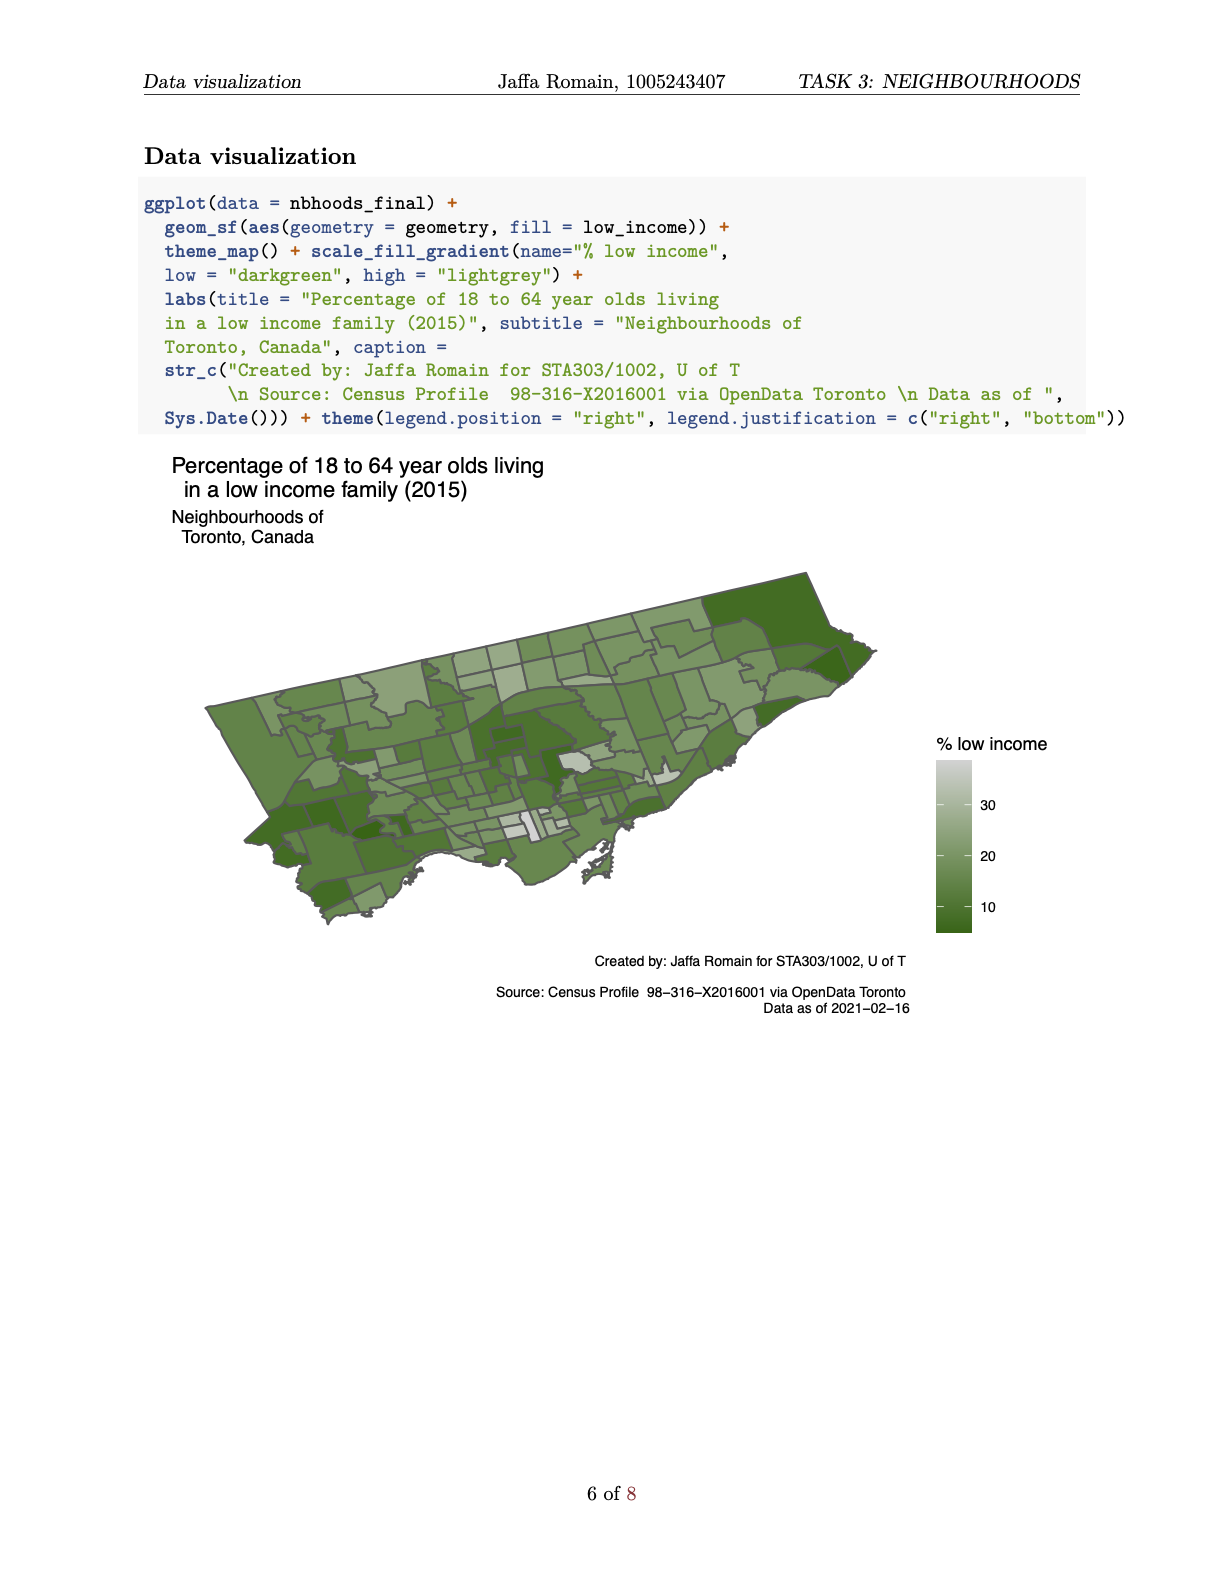 Data visualization Jaffa Romain, 1005243407 TASK 3: NEIGHBOURHOODS
Data visualization
ggplot(data = nbhoods_final) +
geom_sf(aes(geometry = geometry, fill = low_income)) +
theme_map() + scale_fill_gradient(name="% low income",
low = "darkgreen", high = "lightgrey") +
labs(title = "Percentage of 18 to 64 year olds living
in a low income family (2015)", subtitle = "Neighbourhoods of
Toronto, Canada", caption =
str_c("Created by: Jaffa Romain for STA303/1002, U of T
\n Source: Census Profile  98-316-X2016001 via OpenData Toronto \n Data as of ",
Sys.Date())) + theme(legend.position = "right", legend.justification = c("right", "bottom"))
Percentage of 18 to 64 year olds living
in a low income family (2015)
Neighbourhoods of
Toronto, Canada
% low income
30
20
10
Created by: Jaffa Romain for STA303/1002, U of T
Source: Census Profile  98−316−X2016001 via OpenData Toronto
Data as of 2021−02−16
6 of 8